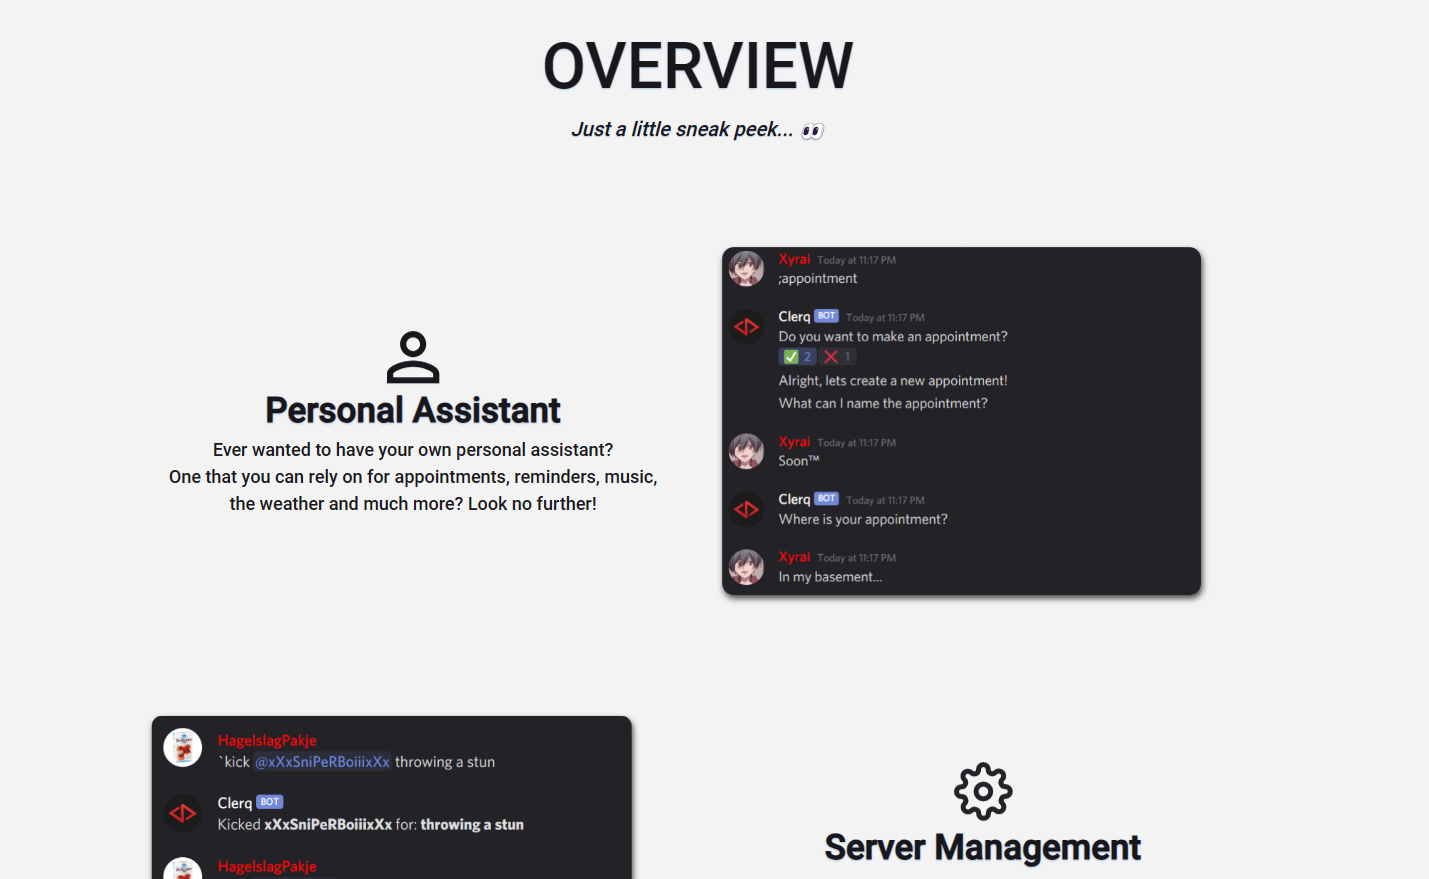 OVERVIEW
Just a little sneak peek... 👀
Personal Assistant
Ever wanted to have your own personal assistant?
One that you can rely on for appointments, reminders, music,
the weather and much more? Look no further!
Xyrai Today at 11:17 PM
;appointment
Clerq BOT Today at 11:17 PM
Do you want to make an appointment?
✅ 2 ❌ 1
Alright, lets create a new appointment!
What can I name the appointment?
Xyrai Today at 11:17 PM
Soon™
Clerq BOT Today at 11:17 PM
Where is your appointment?
Xyrai Today at 11:17 PM
In my basement...
HagelslagPakje
`kick @xXxSniPeRBoiiixXx throwing a stun
Clerq BOT
Kicked xXxSniPeRBoiiixXx for: throwing a stun
HagelslagPakje
Server Management